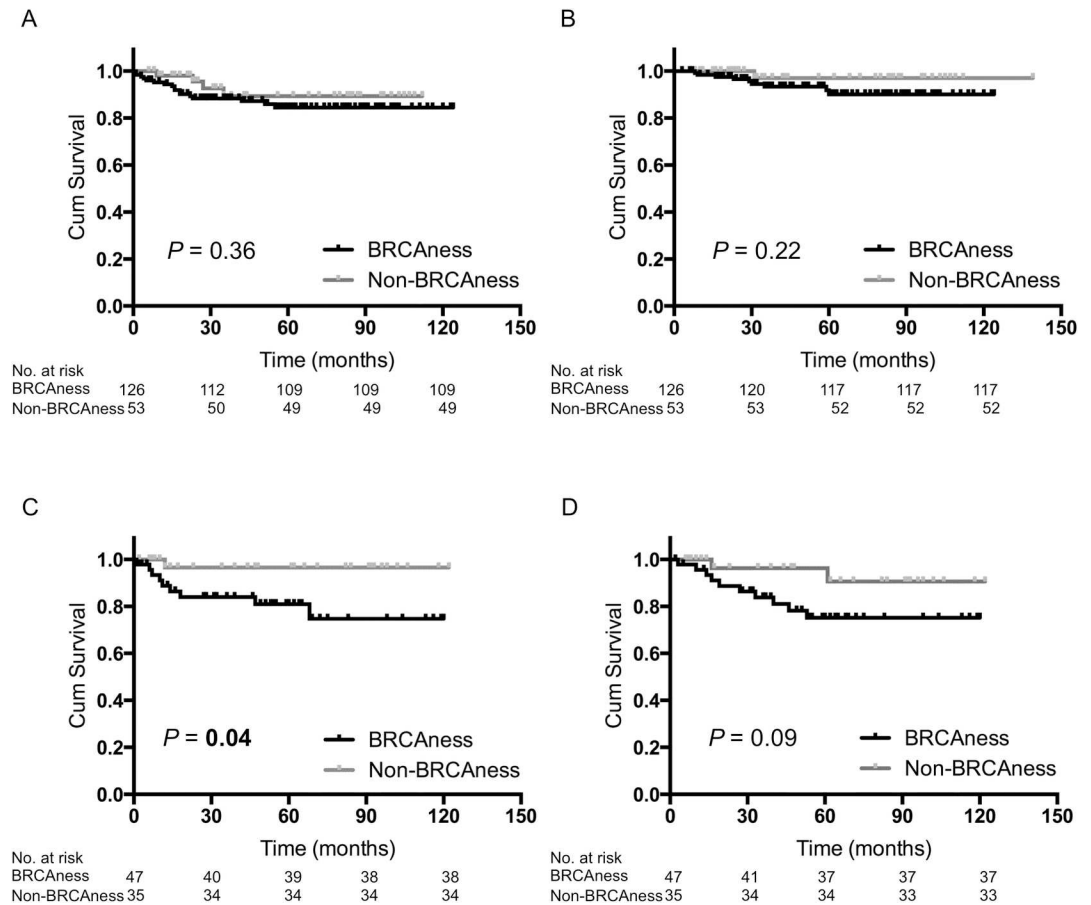 A
1.0
0.8
0.6
0.4
0.2
0.0
Cum Survival
P = 0.36
BRCAness
Non-BRCAness
0 30 60 90 120 150
Time (months)
No. at risk
BRCAness 126 112 109 109 109
Non-BRCAness 53 50 49 49 49
B
1.0
0.8
0.6
0.4
0.2
0.0
Cum Survival
P = 0.22
BRCAness
Non-BRCAness
0 30 60 90 120 150
Time (months)
No. at risk
BRCAness 126 120 117 117 117
Non-BRCAness 53 53 52 52 52
C
1.0
0.8
0.6
0.4
0.2
0.0
Cum Survival
P = 0.04
BRCAness
Non-BRCAness
0 30 60 90 120 150
Time (months)
No. at risk
BRCAness 47 40 39 38 38
Non-BRCAness 35 34 34 34 34
D
1.0
0.8
0.6
0.4
0.2
0.0
Cum Survival
P = 0.09
BRCAness
Non-BRCAness
0 30 60 90 120 150
Time (months)
No. at risk
BRCAness 47 41 37 37 37
Non-BRCAness 35 34 34 33 33